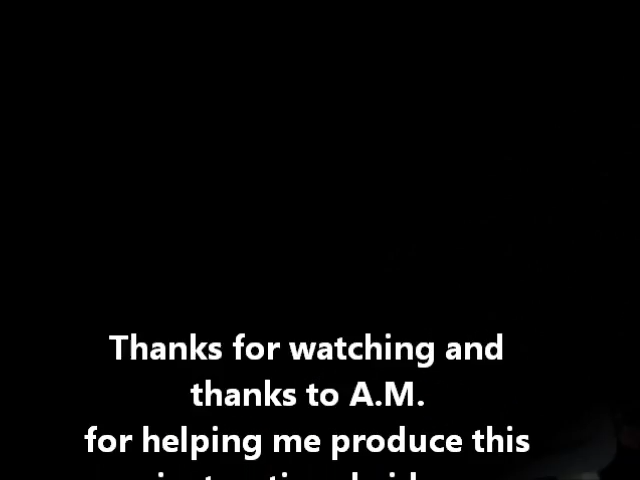 Thanks for watching and
thanks to A.M.
for helping me produce this